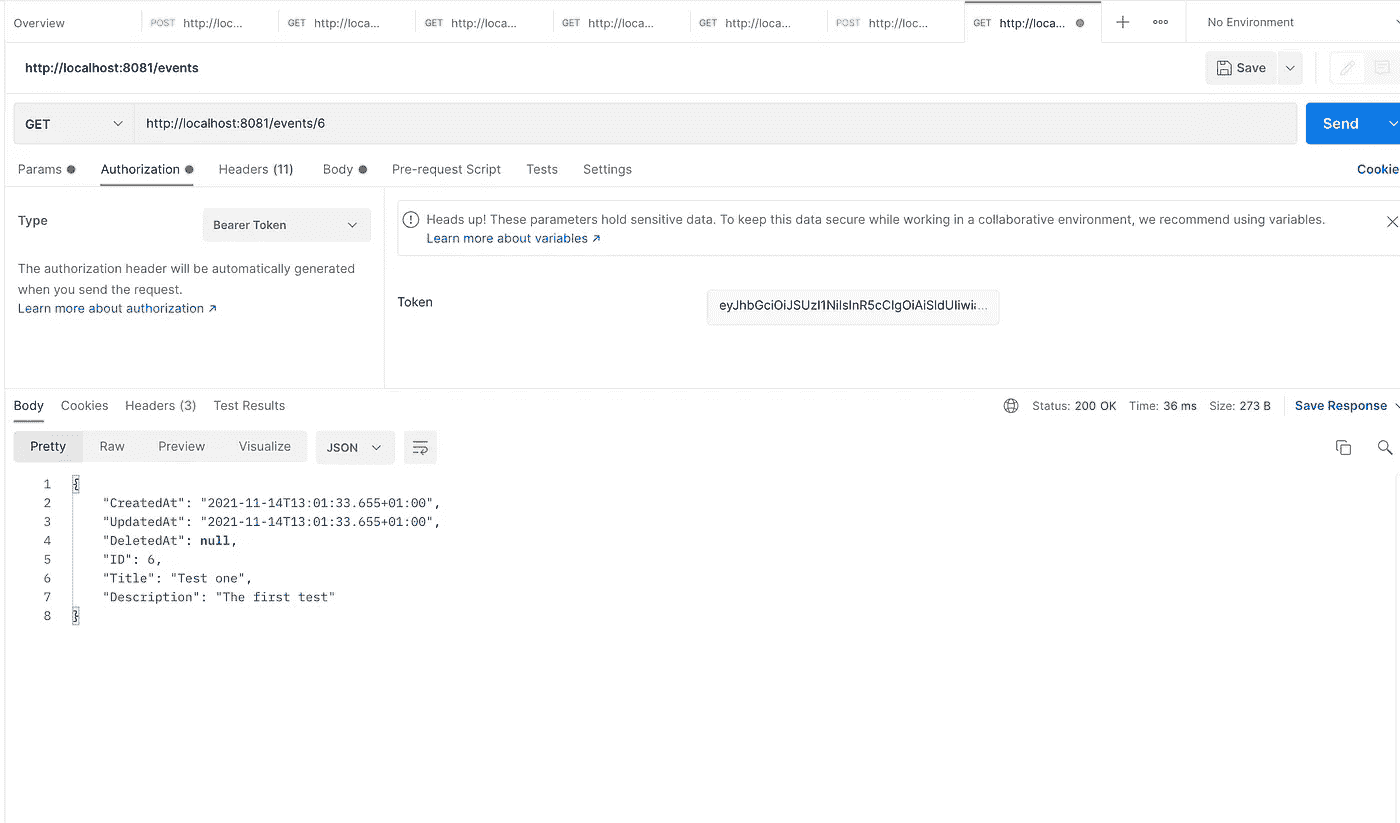 Overview POST http://loc... GET http://loca... GET http://loca... GET http://loca... GET http://loca... POST http://loc... GET http://loca... No Environment
http://localhost:8081/events Save
GET http://localhost:8081/events/6 Send
Params Authorization Headers (11) Body Pre-request Script Tests Settings Cookie
Type Bearer Token
Heads up! These parameters hold sensitive data. To keep this data secure while working in a collaborative environment, we recommend using variables.
Learn more about variables ↗
The authorization header will be automatically generated
when you send the request.
Learn more about authorization ↗
Token
Body Cookies Headers (3) Test Results Status: 200 OK Time: 36 ms Size: 273 B Save Response
Pretty Raw Preview Visualize JSON
1 {
2 "CreatedAt": "2021-11-14T13:01:33.655+01:00",
3 "UpdatedAt": "2021-11-14T13:01:33.655+01:00",
4 "DeletedAt": null,
5 "ID": 6,
6 "Title": "Test one",
7 "Description": "The first test"
8 }